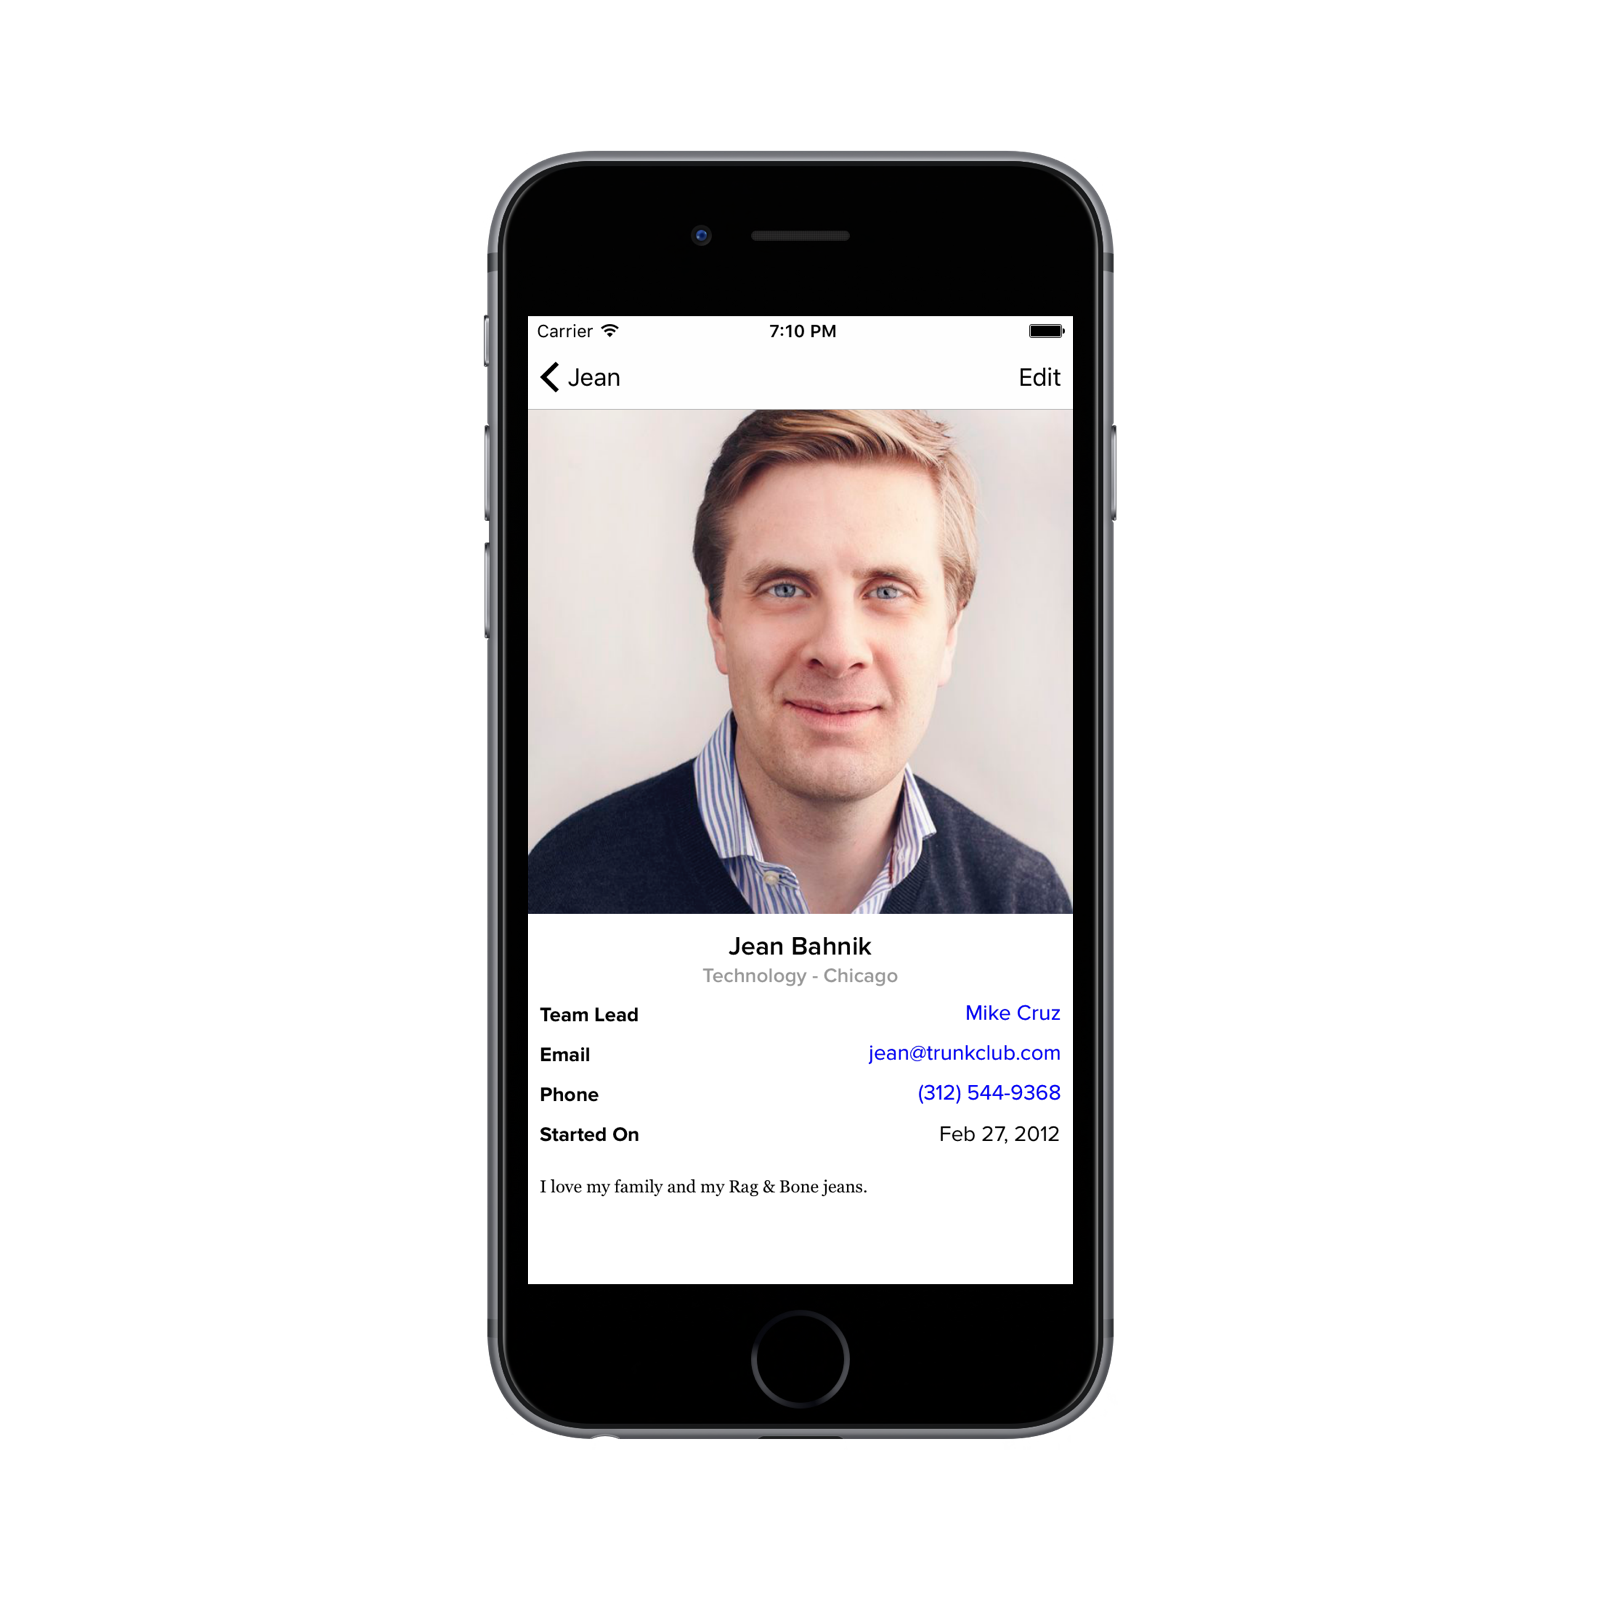 Carrier 7:10 PM
Jean Edit
Jean Bahnik
Technology - Chicago
Team Lead Mike Cruz
Email jean@trunkclub.com
Phone (312) 544-9368
Started On Feb 27, 2012
I love my family and my Rag & Bone jeans.